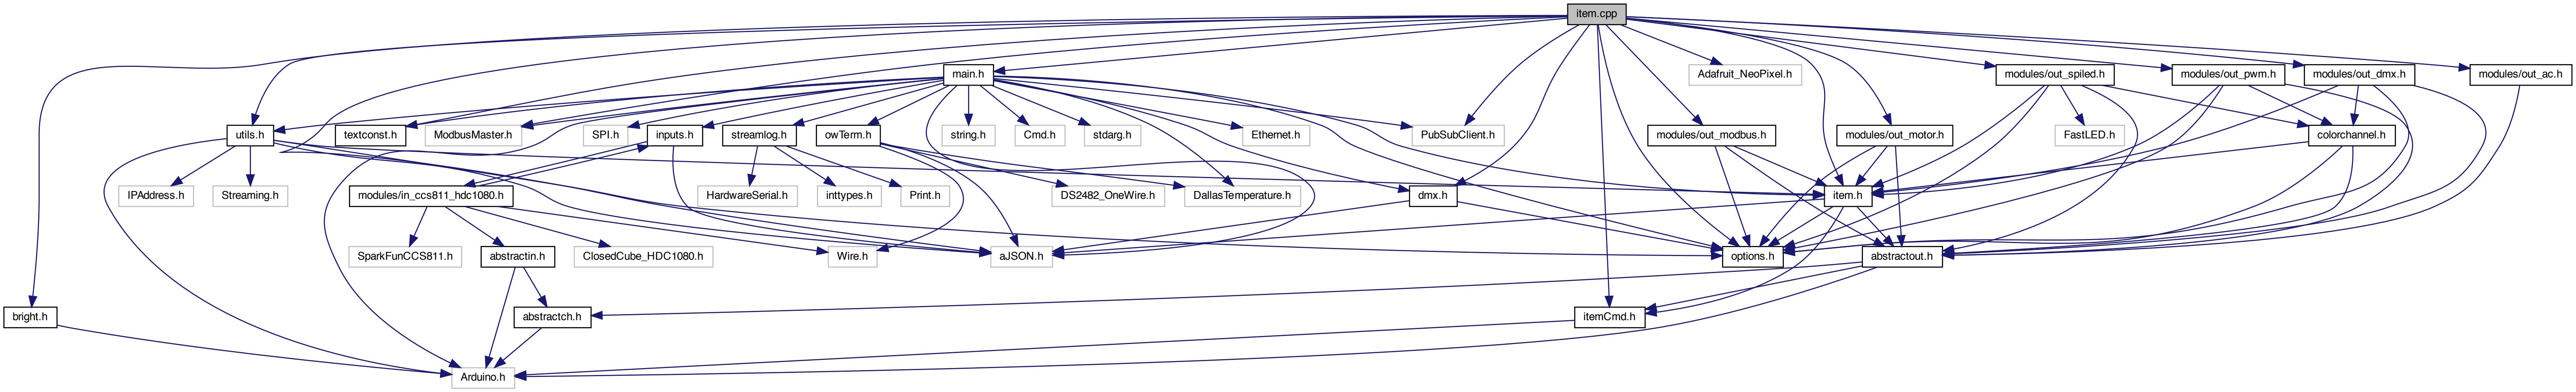 item.cpp
main.h
Adafruit_NeoPixel.h
modules/out_spiled.h
modules/out_pwm.h
modules/out_dmx.h
modules/out_ac.h
utils.h
textconst.h
ModbusMaster.h
SPI.h
inputs.h
streamlog.h
owTerm.h
string.h
Cmd.h
stdarg.h
Ethernet.h
PubSubClient.h
modules/out_modbus.h
modules/out_motor.h
FastLED.h
colorchannel.h
IPAddress.h
Streaming.h
modules/in_ccs811_hdc1080.h
HardwareSerial.h
inttypes.h
Print.h
DS2482_OneWire.h
DallasTemperature.h
dmx.h
item.h
SparkFunCCS811.h
abstractin.h
ClosedCube_HDC1080.h
Wire.h
aJSON.h
options.h
abstractout.h
bright.h
abstractch.h
itemCmd.h
Arduino.h